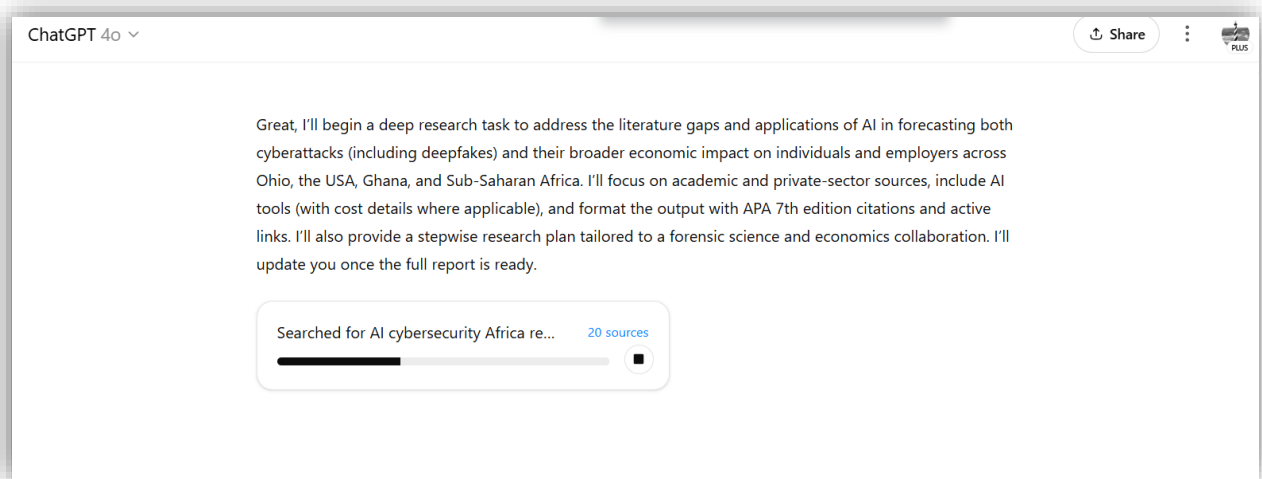 ChatGPT 4o
Share
PLUS
Great, I'll begin a deep research task to address the literature gaps and applications of AI in forecasting both
cyberattacks (including deepfakes) and their broader economic impact on individuals and employers across
Ohio, the USA, Ghana, and Sub-Saharan Africa. I'll focus on academic and private-sector sources, include AI
tools (with cost details where applicable), and format the output with APA 7th edition citations and active
links. I'll also provide a stepwise research plan tailored to a forensic science and economics collaboration. I'll
update you once the full report is ready.
Searched for AI cybersecurity Africa re...
20 sources